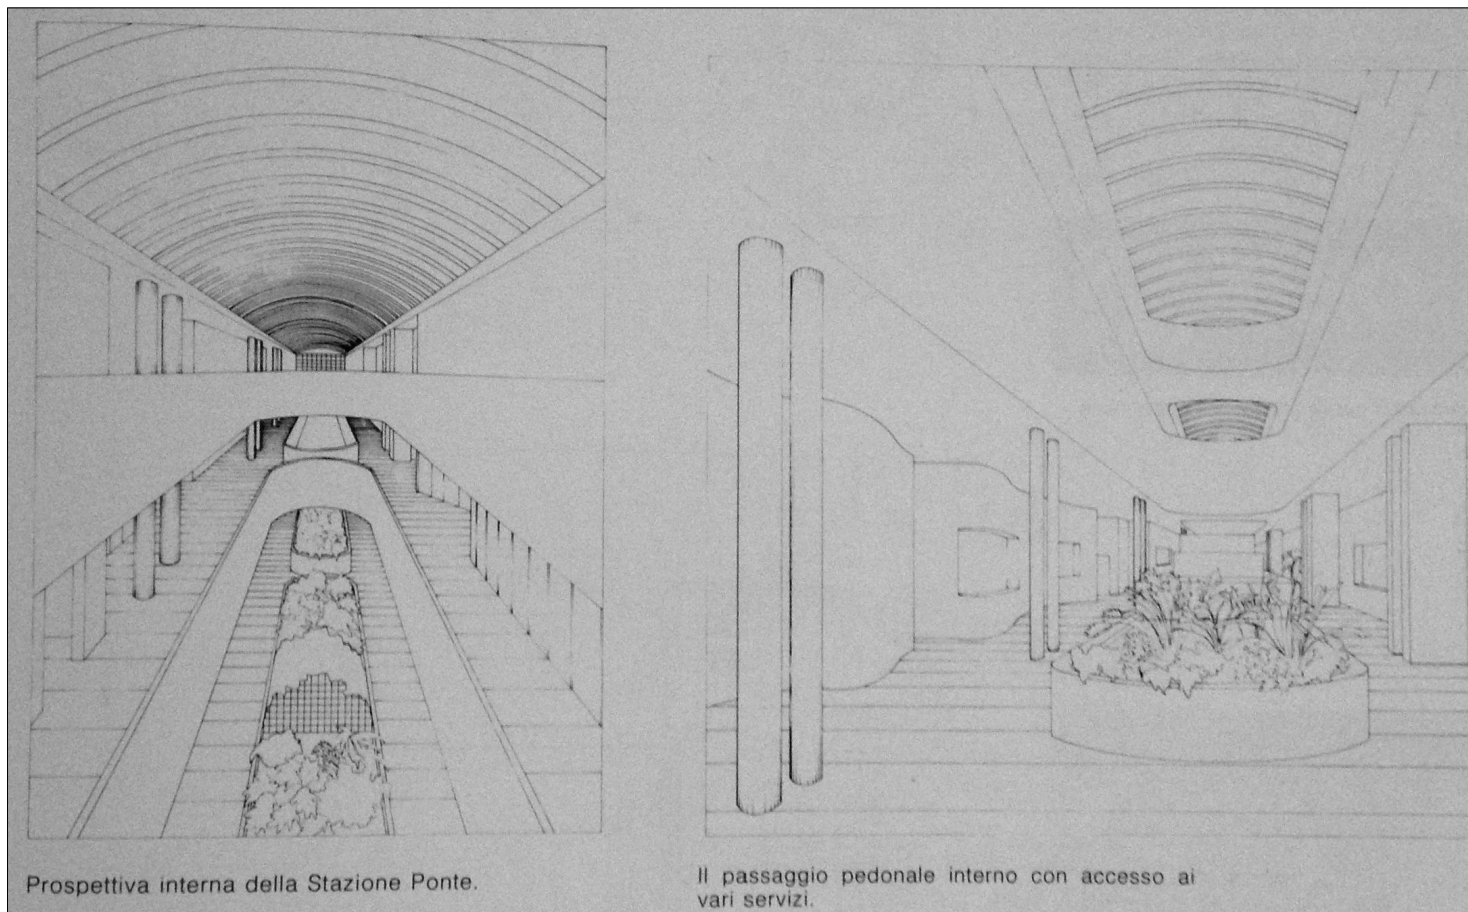 Prospettiva interna della Stazione Ponte.
Il passaggio pedonale interno con accesso ai
vari servizi.